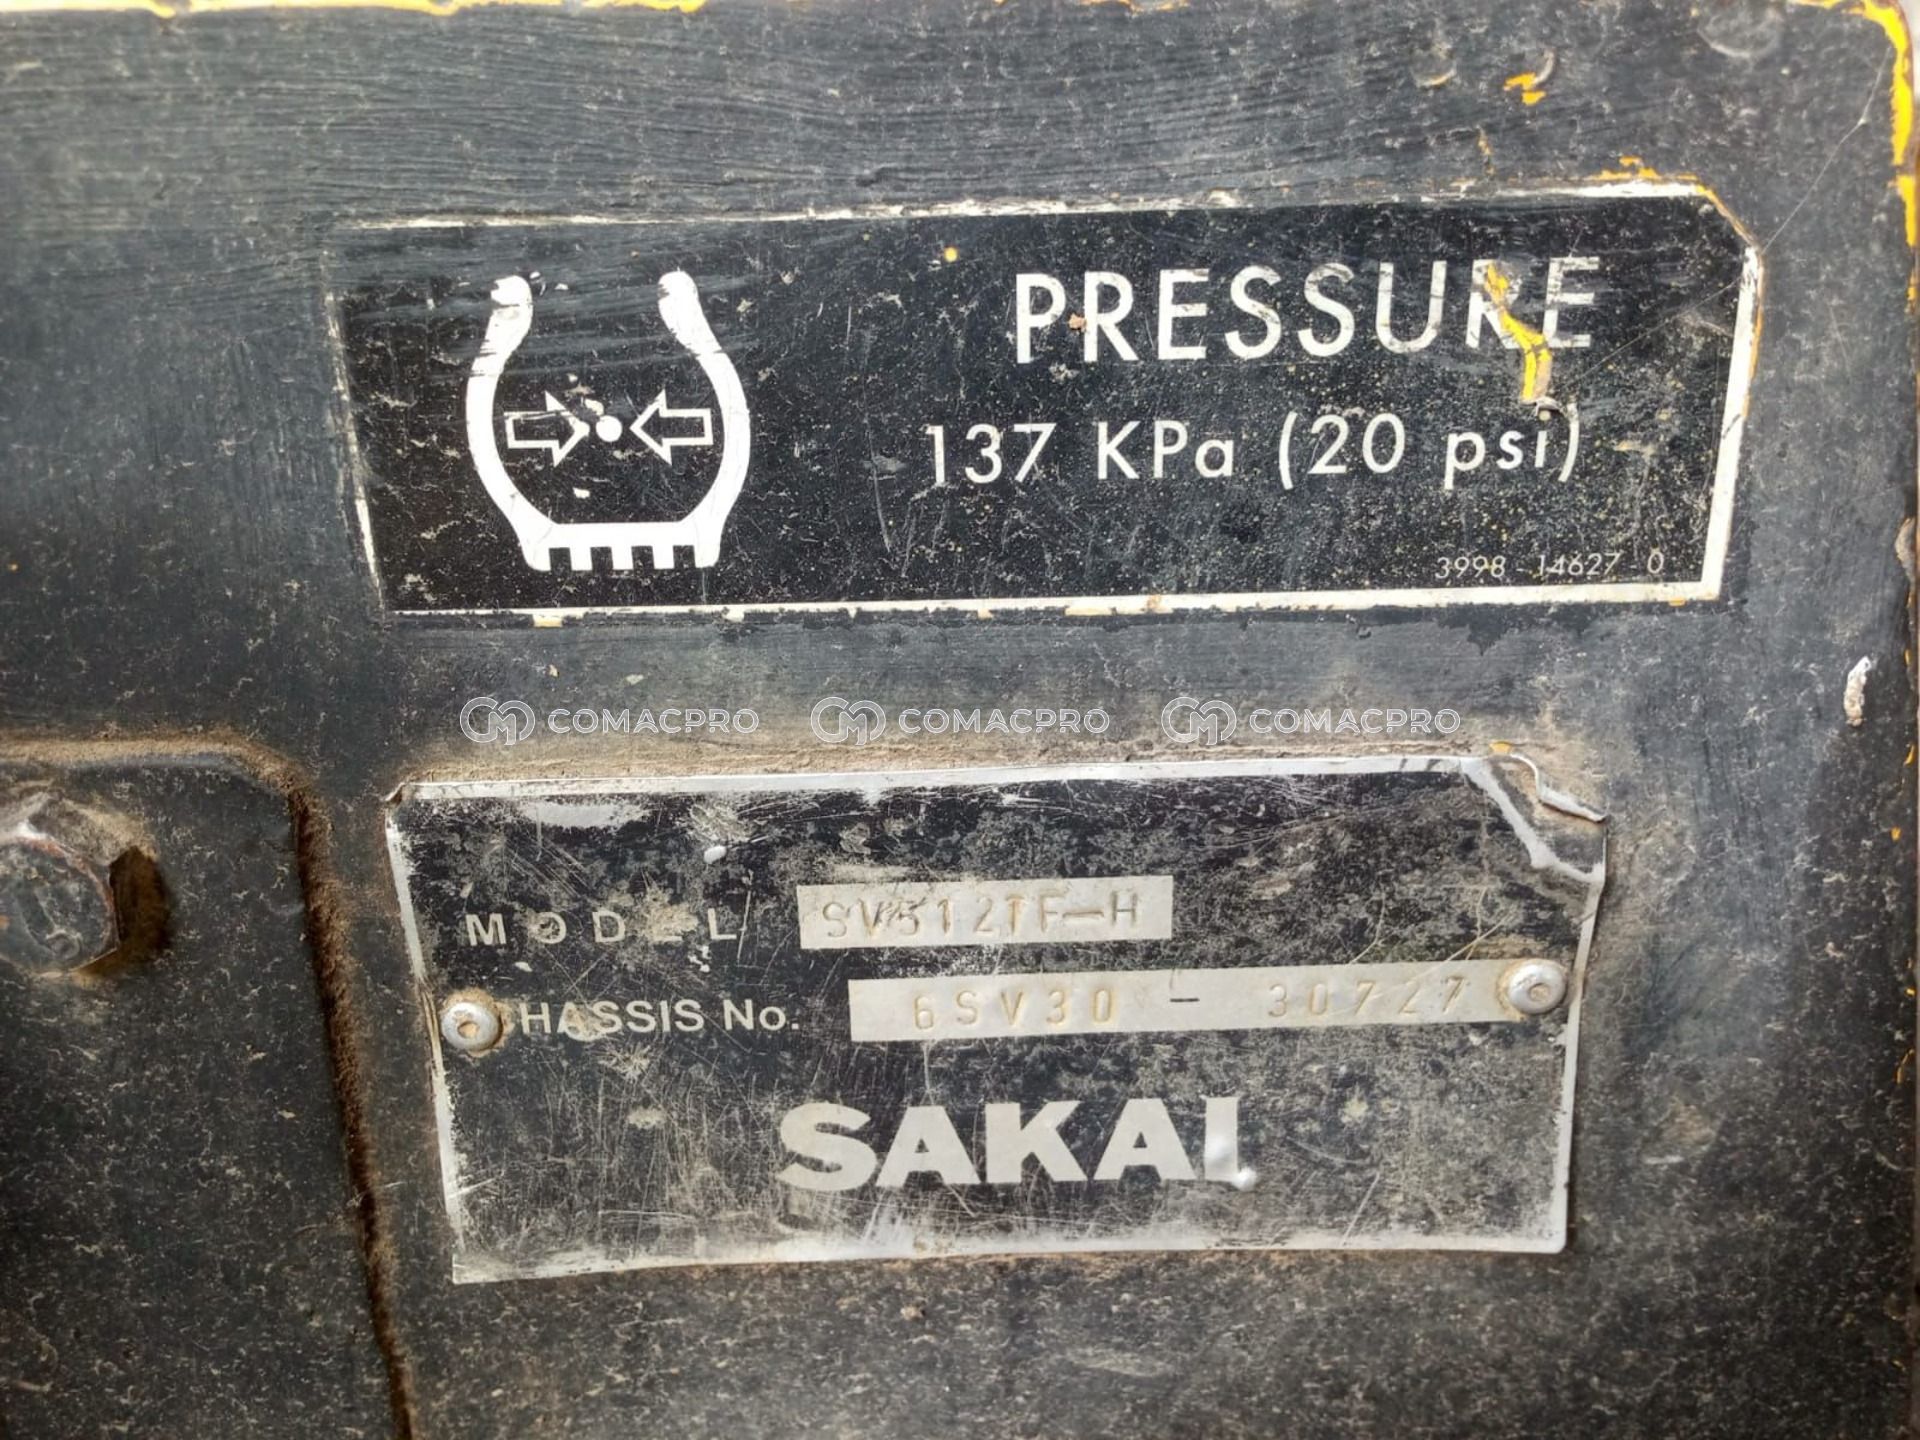 PRESSURE
137 KPa (20 psi)
3998-14627-0
COMACPRO COMACPRO COMACPRO
MODEL SV512TF-H
CHASSIS No. 6SV30 - 30727
SAKAI